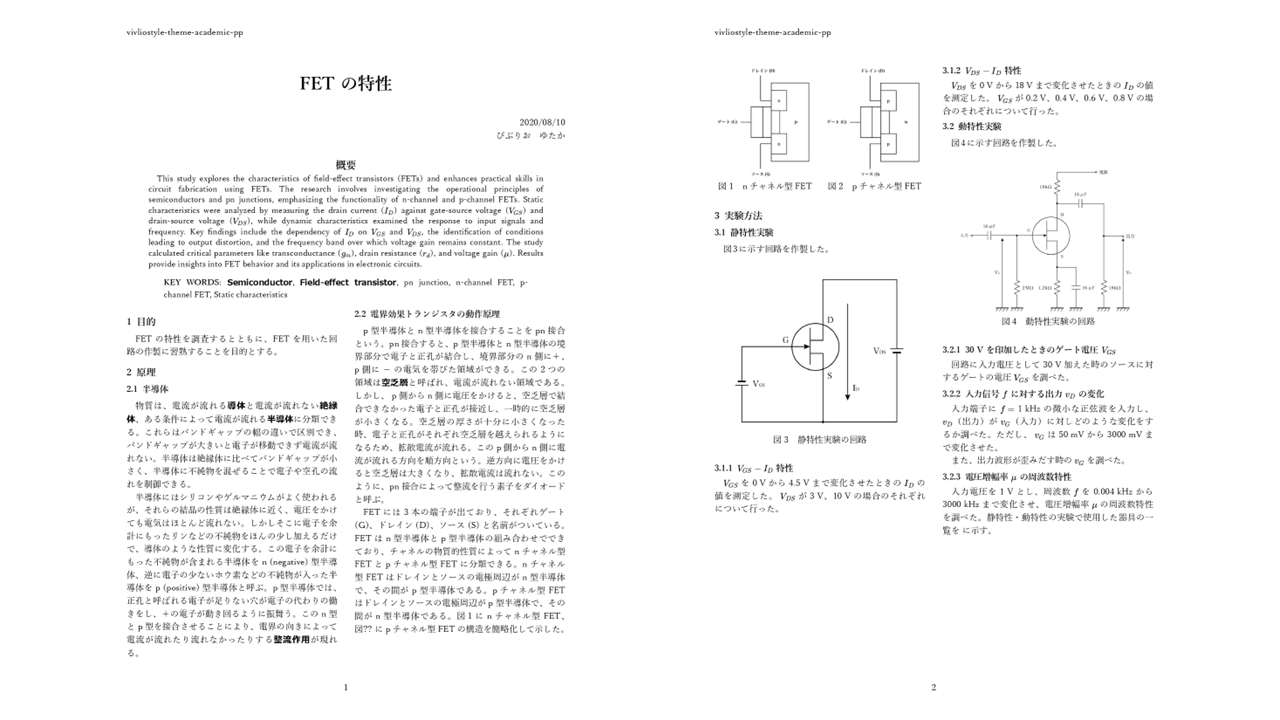 vivliostyle-theme-academic-pp
FET の特性
2020/08/10
びぶりお　ゆたか
概要
This study explores the characteristics of field-effect transistors (FETs) and enhances practical skills in
circuit fabrication using FETs. The research involves investigating the operational principles of
semiconductors and pn junctions, emphasizing the functionality of n-channel and p-channel FETs. Static
characteristics were analyzed by measuring the drain current (I_D) against gate-source voltage (V_GS) and
drain-source voltage (V_DS), while dynamic characteristics examined the response to input signals and
frequency. Key findings include the dependency of I_D on V_GS and V_DS, the identification of conditions
leading to output distortion, and the frequency band over which voltage gain remains constant. The study
calculated critical parameters like transconductance (g_m), drain resistance (r_d), and voltage gain (μ). Results
provide insights into FET behavior and its applications in electronic circuits.
KEY WORDS: Semiconductor, Field-effect transistor, pn junction, n-channel FET, p-
channel FET, Static characteristics
1 目的
FET の特性を調査するとともに、FET を用いた回
路の作製に習熟することを目的とする。
2 原理
2.1 半導体
物質は、電流が流れる導体と電流が流れない絶縁
体、ある条件によって電流が流れる半導体に分類でき
る。これらはバンドギャップの幅の違いで区別でき、
バンドギャップが大きいと電子が移動できず電流が流
れない。半導体は絶縁体に比べてバンドギャップが小
さく、半導体に不純物を混ぜることで電子や空孔の流
れを制御できる。
半導体にはシリコンやゲルマニウムがよく使われる
が、それらの結晶の性質は絶縁体に近く、電圧をかけ
ても電気はほとんど流れない。しかしそこに電子を余
計にもったリンなどの不純物をほんの少し加えるだけ
で、導体のような性質に変化する。この電子を余計に
もった不純物が含まれる半導体を n (negative) 型半導
体、逆に電子の少ないホウ素などの不純物が入った半
導体を p (positive) 型半導体と呼ぶ。p 型半導体では、
正孔と呼ばれる電子が足りない穴が電子の代わりの働
きをし、＋の電子が動き回るように振舞う。この n 型
と p 型を接合させることにより、電界の向きによって
電流が流れたり流れなかったりする整流作用が現れ
る。
2.2 電界効果トランジスタの動作原理
p 型半導体と n 型半導体を接合することを pn 接合
という。pn 接合すると、p 型半導体と n 型半導体の境
界部分で電子と正孔が結合し、境界部分の n 側に＋、
p 側に − の電気を帯びた領域ができる。この 2 つの
領域は空乏層と呼ばれ、電流が流れない領域である。
しかし、p 側から n 側に電圧をかけると、空乏層で結
合できなかった電子と正孔が接近し、一時的に空乏層
が小さくなる。空乏層の厚さが十分に小さくなった
時、電子と正孔がそれぞれ空乏層を越えられるように
なるため、拡散電流が流れる。この p 側から n 側に電
流が流れる方向を順方向という。逆方向に電圧をかけ
ると空乏層は大きくなり、拡散電流は流れない。この
ように、pn 接合によって整流を行う素子をダイオード
と呼ぶ。
FET には 3 本の端子が出ており、それぞれゲート
(G)、ドレイン (D)、ソース (S) と名前がついている。
FET は n 型半導体と p 型半導体の組み合わせでできて
ており、チャネルの物質的性質によって n チャネル型
FET と p チャネル型 FET に分類できる。n チャネル
型 FET はドレインとソースの電極周辺が n 型半導体
で、その間が p 型半導体である。p チャネル型 FET
はドレインとソースの電極周辺が p 型半導体で、その
間が n 型半導体である。図 1 に n チャネル型 FET、
図?? に p チャネル型 FET の構造を簡略化して示した。
1
vivliostyle-theme-academic-pp
ドレイン (D)
n
ゲート (G)
p
n
ソース (S)
図 1　n チャネル型 FET
ドレイン (D)
p
ゲート (G)
n
p
ソース (S)
図 2　p チャネル型 FET
3 実験方法
3.1 静特性実験
図 3 に示す回路を作製した。
D
G
S
V_GS
V_DS
I_D
図 3　静特性実験の回路
3.1.1 V_GS − I_D 特性
V_GS を 0 V から 4.5 V まで変化させたときの I_D の
値を測定した。 V_DS が 3 V、10 V の場合のそれぞれ
について行った。
3.1.2 V_DS − I_D 特性
V_DS を 0 V から 18 V まで変化させたときの I_D の値
を測定した。 V_GS が 0.2 V、0.4 V、0.6 V、0.8 V の場
合のそれぞれについて行った。
3.2 動特性実験
図 4 に示す回路を作製した。
電源
18kΩ
10 μF
D
10 μF
入力
G
出力
S
2MΩ
1.2kΩ
10 μF
18kΩ
図 4　動特性実験の回路
3.2.1 30 V を印加したときのゲート電圧 V_GS
回路に入力電圧として 30 V 加えた時のソースに対
するゲートの電圧 V_GS を調べた。
3.2.2 入力信号 f に対する出力 v_D の変化
入力端子に f = 1 kHz の微小な正弦波を入力し、
v_D（出力）が v_G（入力）に対しどのような変化をす
るか調べた。ただし、 v_G は 50 mV から 3000 mV ま
で変化させた。
また、出力波形が歪みだす時の v_G を調べた。
3.2.3 電圧増幅率 μ の周波数特性
入力電圧を 1 V とし、周波数 f を 0.004 kHz から
3000 kHz まで変化させ、電圧増幅率 μ の周波数特性
を調べた。静特性・動特性の実験で使用した器具の一
覧を に示す。
2